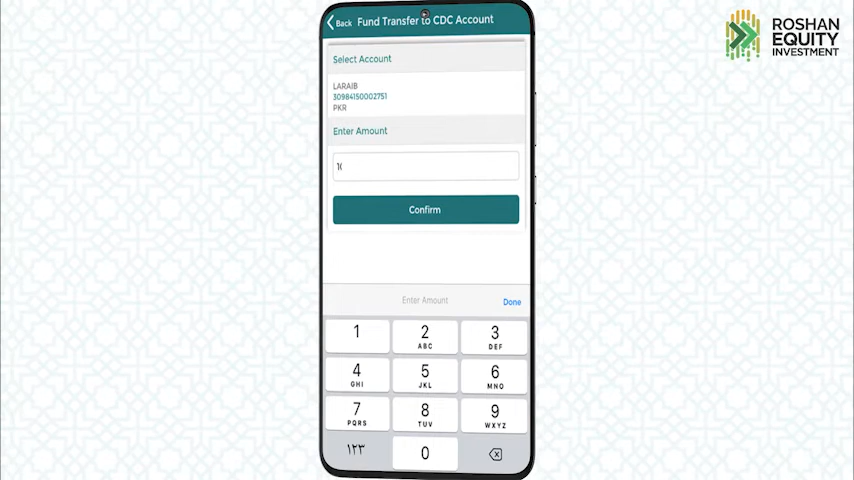 Back Fund Transfer to CDC Account
ROSHAN
EQUITY
INVESTMENT
Select Account
LARAIB
30984150002751
PKR
Enter Amount
10
Confirm
Enter Amount Done
1 2 3
ABC DEF
4 5 6
GHI JKL MNO
7 8 9
PQRS TUV WXYZ
١٢٣ 0